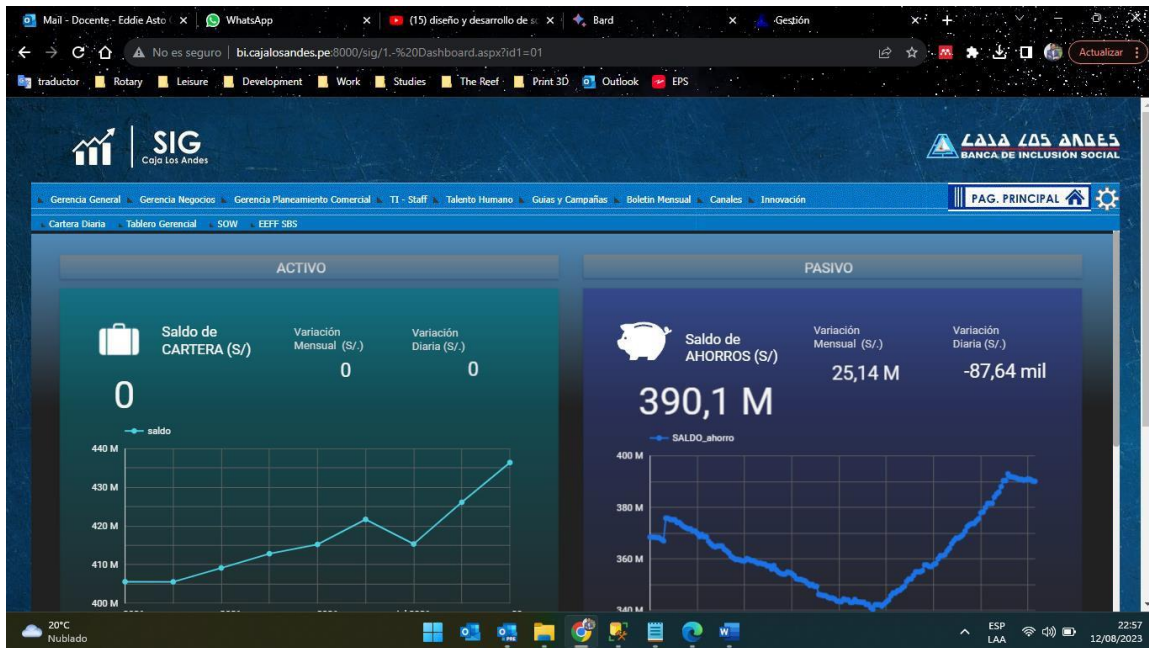 Mail - Docente - Eddie Asto
WhatsApp
(15) diseño y desarrollo de
Bard
Gestión
No es seguro
bi.cajalosandes.pe:8000/sig/1.-%20Dashboard.aspx?id1=01
Actualizar
traductor
Rotary
Leisure
Development
Work
Studies
The Reef
Print 3D
Outlook
EPS
SIG
Caja Los Andes
CAJA LOS ANDES
BANCA DE INCLUSIÓN SOCIAL
Gerencia General
Gerencia Negocios
Gerencia Planeamiento Comercial
TI - Staff
Talento Humano
Guias y Campañas
Boletin Mensual
Canales
Innovación
PAG. PRINCIPAL
Cartera Diaria
Tablero Gerencial
SOW
EEFF SBS
ACTIVO
Saldo de
CARTERA (S/)
Variación
Mensual (S/.)
0
Variación
Diaria (S/.)
0
0
saldo
440 M
430 M
420 M
410 M
400 M
PASIVO
Saldo de
AHORROS (S/)
Variación
Mensual (S/.)
25,14 M
Variación
Diaria (S/.)
-87,64 mil
390,1 M
SALDO_ahorro
400 M
380 M
360 M
340 M
20°C
Nublado
ESP
LAA
22:57
12/08/2023